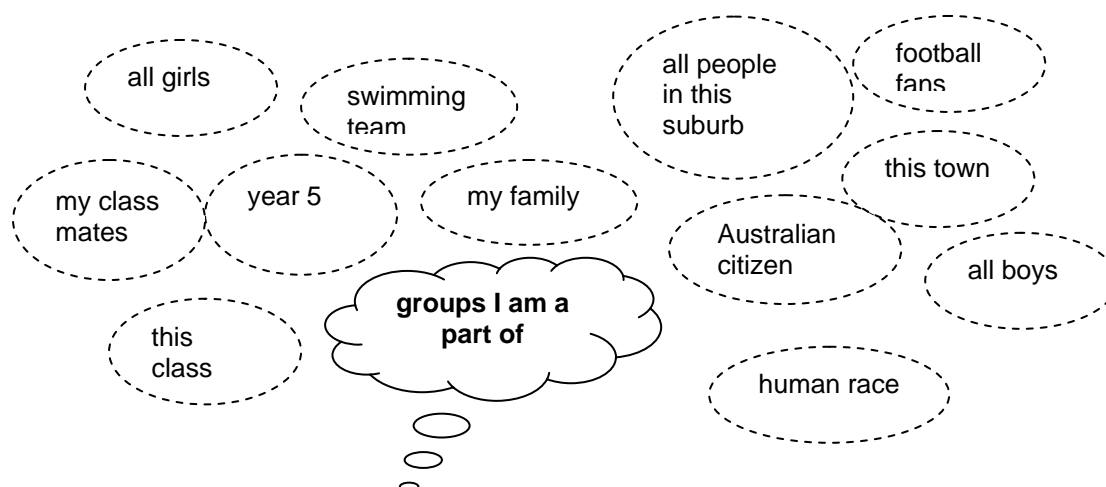 all girls
swimming
team
all people
in this
suburb
football
fans
my class
mates
year 5
my family
this town
Australian
citizen
all boys
groups I am a
part of
this
class
human race